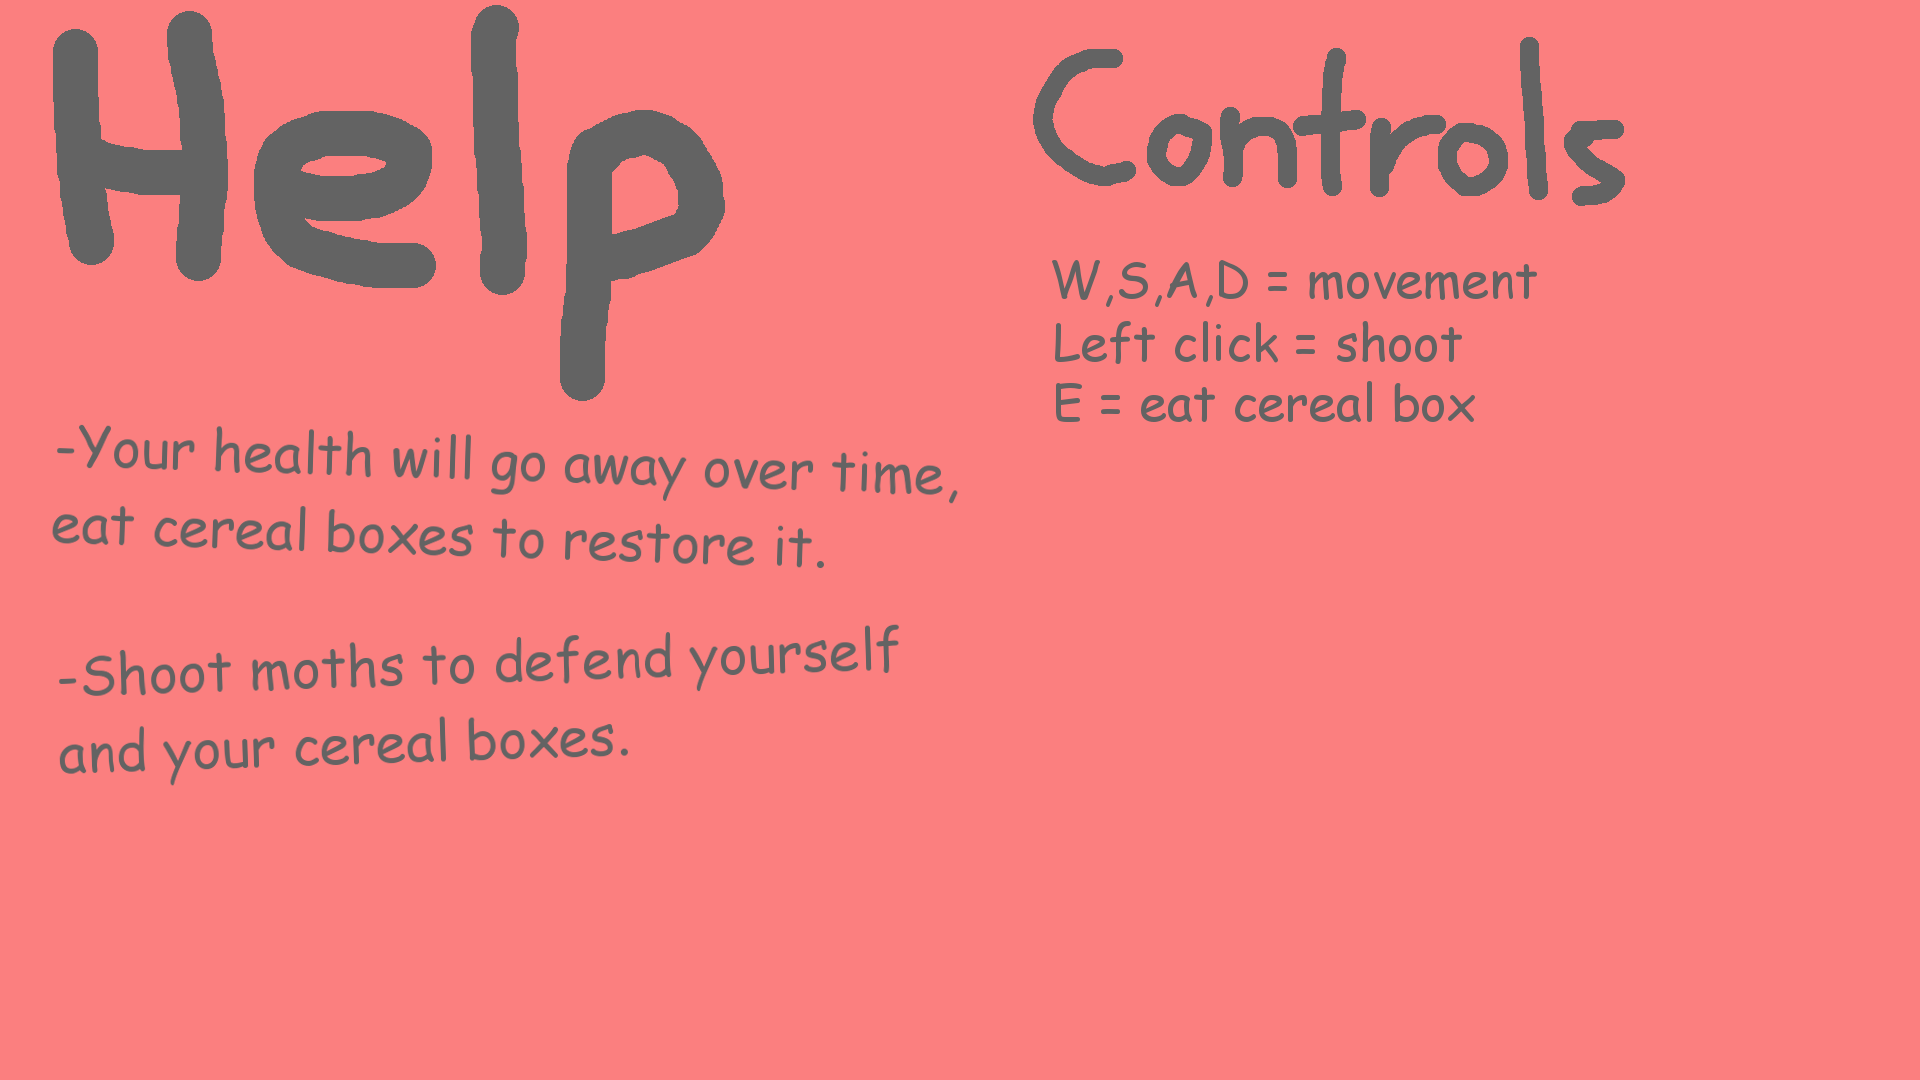 Help
-Your health will go away over time,
eat cereal boxes to restore it.
-Shoot moths to defend yourself
and your cereal boxes.
Controls
W,S,A,D = movement
Left click = shoot
E = eat cereal box